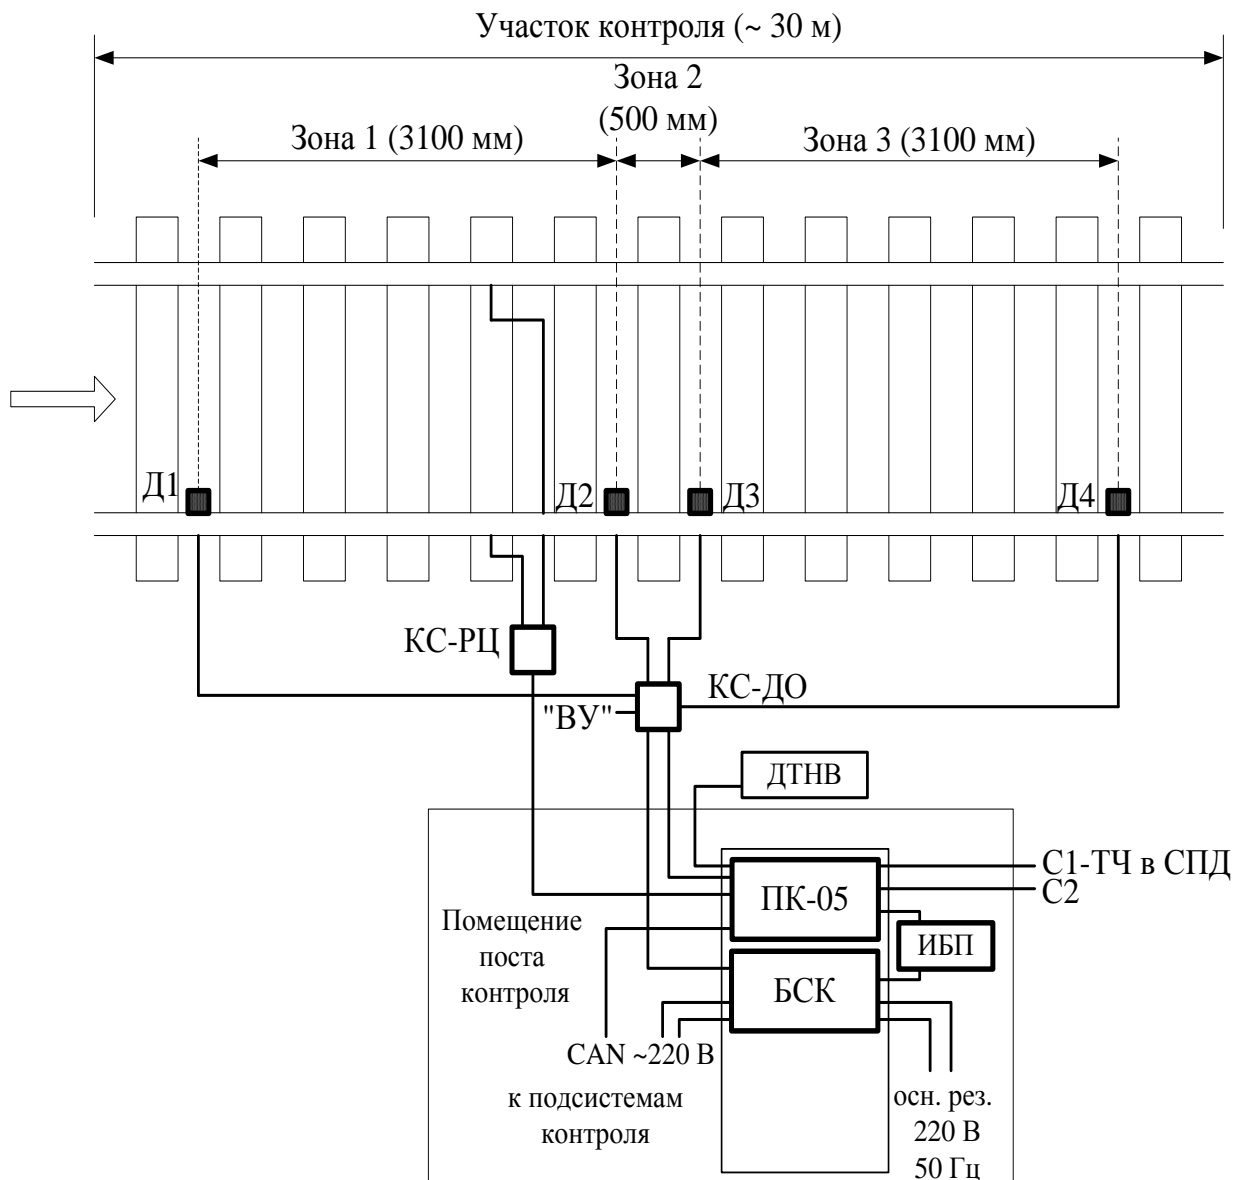 Участок контроля (~ 30 м)
Зона 2
(500 мм)
Зона 1 (3100 мм)
Зона 3 (3100 мм)
Д1
Д2
Д3
Д4
КС-РЦ
КС-ДО
"ВУ"
ДТНВ
С1-ТЧ в СПД
С2
ПК-05
ИБП
Помещение
поста
контроля
БСК
CAN ~220 В
к подсистемам
контроля
осн. рез.
220 В
50 Гц